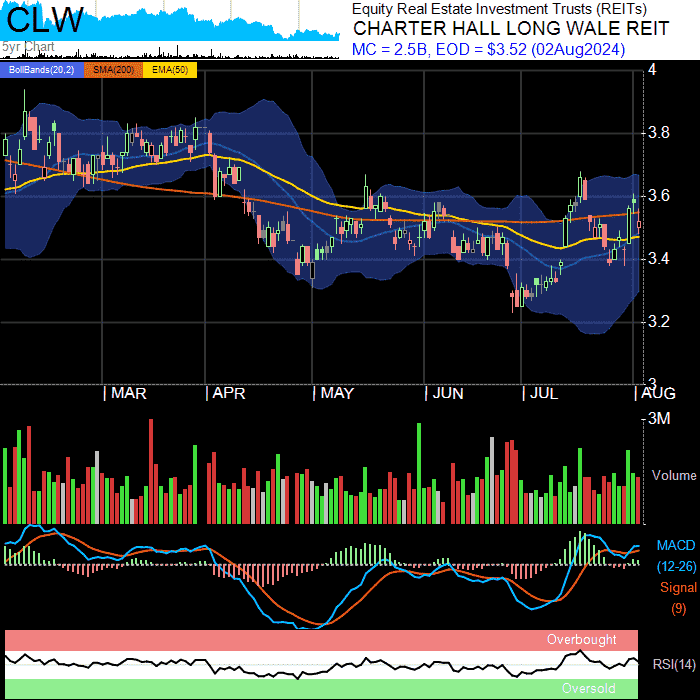 CLW
5yr Chart
Equity Real Estate Investment Trusts (REITs)
CHARTER HALL LONG WALE REIT
MC = 2.5B, EOD = $3.52 (02Aug2024)
BollBands(20,2) SMA(200) EMA(50)
4
3.8
3.6
3.4
3.2
3
MAR APR MAY JUN JUL AUG
3M
Volume
MACD
(12-26)
Signal
(9)
Overbought
RSI(14)
Oversold